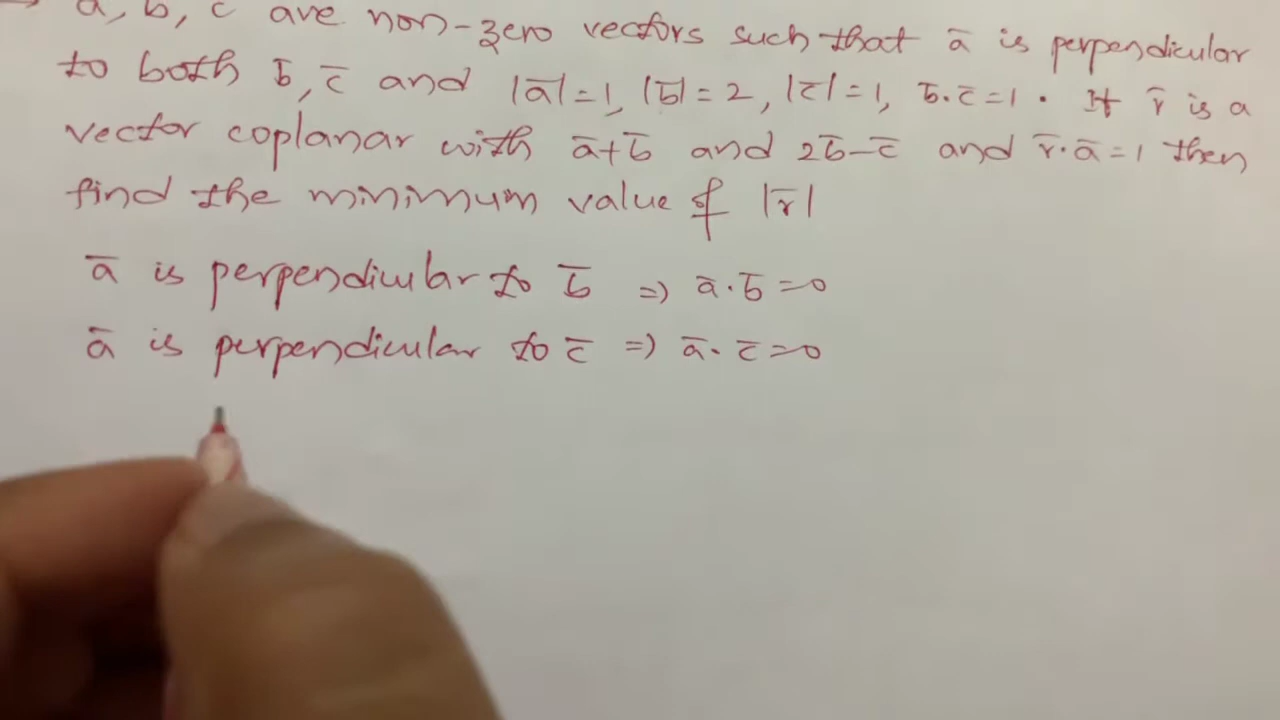 a, b, c are non-zero vectors such that a̅ is perpendicular
to both b̅, c̅ and |a̅|=1, |b̅|=2, |c̅|=1, b̅.c̅=1. If r̅ is a
vector coplanar with a̅+b̅ and 2b̅-c̅ and r̅.a̅=1 then
find the minimum value of |r̅|
a̅ is perpendicular to b̅ => a̅.b̅=0
a̅ is perpendicular to c̅ => a̅.c̅=0